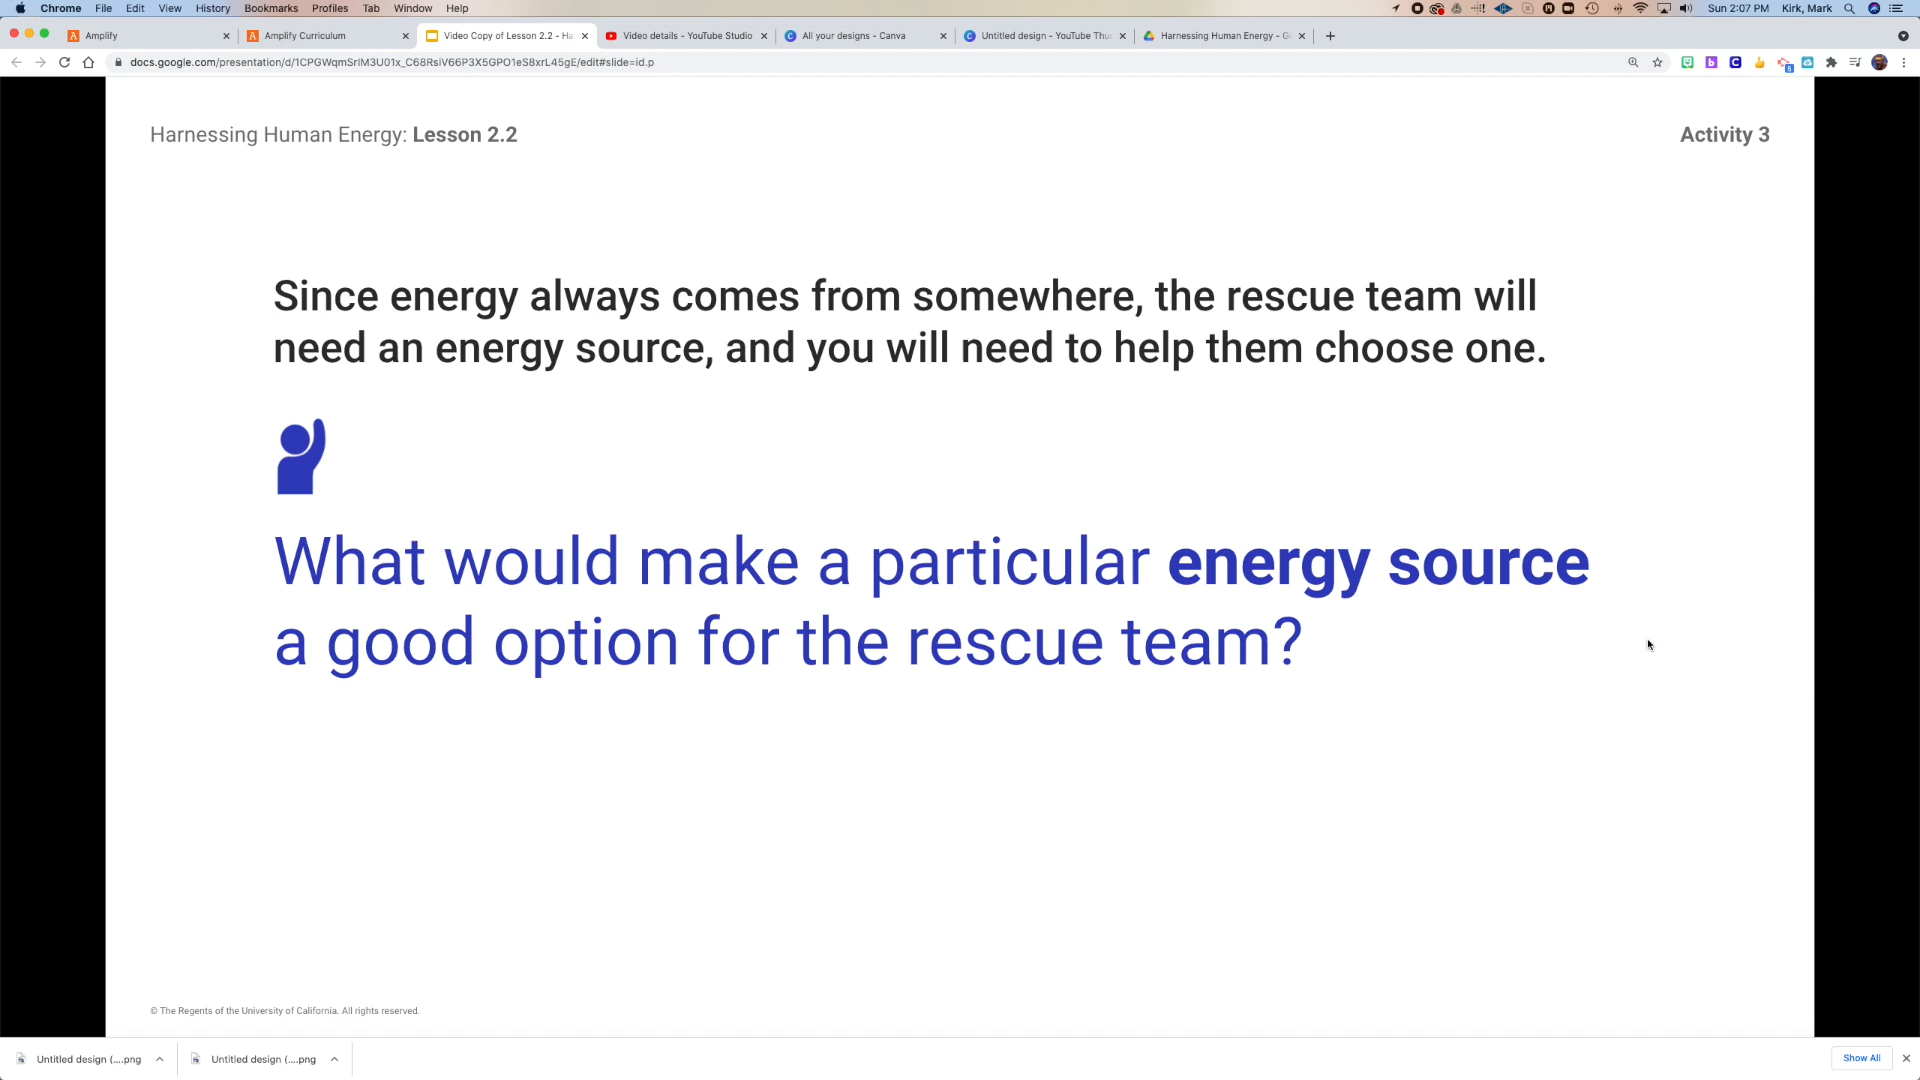 Chrome File Edit View History Bookmarks Profiles Tab Window Help Sun 2:07 PM Kirk, Mark
Amplify Amplify Curriculum Video Copy of Lesson 2.2 - Ha Video details - YouTube Studio All your designs - Canva Untitled design - YouTube Thu Harnessing Human Energy - G
docs.google.com/presentation/d/1CPGWqmSrlM3U01x_C68RsiV66P3X5GPO1eS8xrL45gE/edit#slide=id.p
Harnessing Human Energy: Lesson 2.2
Activity 3
Since energy always comes from somewhere, the rescue team will
need an energy source, and you will need to help them choose one.
What would make a particular energy source
a good option for the rescue team?
© The Regents of the University of California. All rights reserved.
Untitled design (....png Untitled design (....png Show All